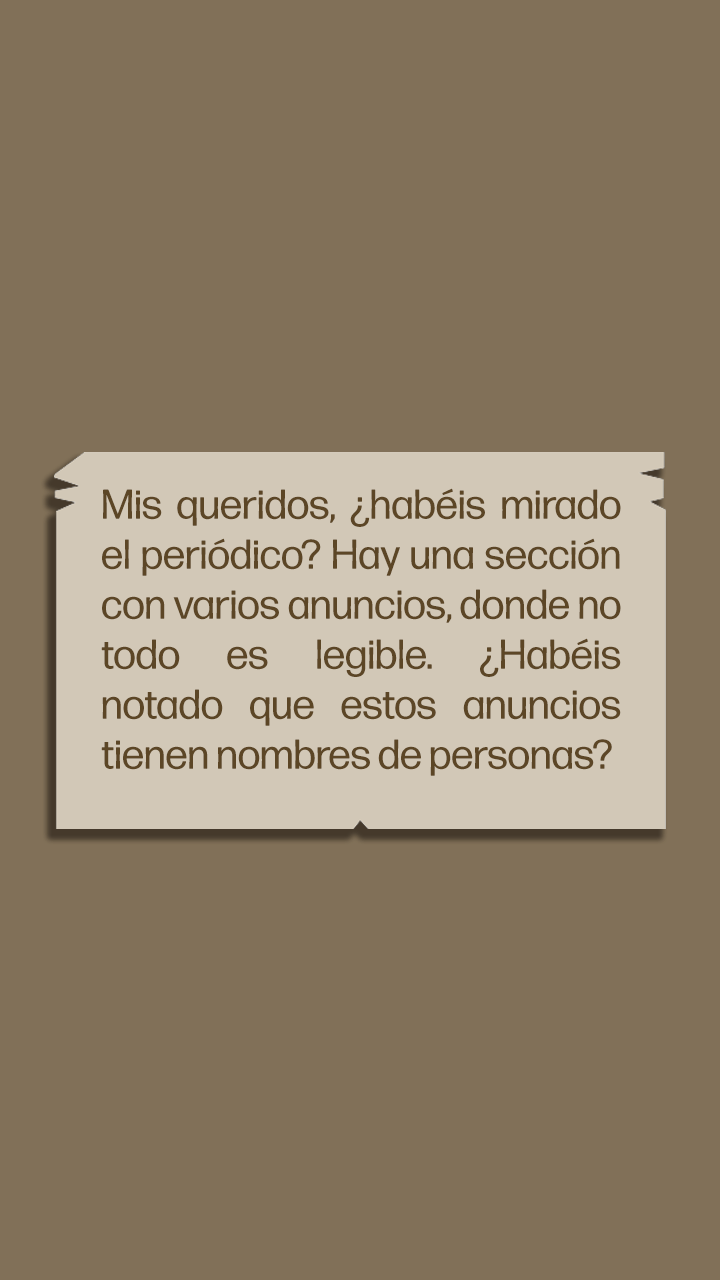 Mis queridos, ¿habéis mirado
el periódico? Hay una sección
con varios anuncios, donde no
todo es legible. ¿Habéis
notado que estos anuncios
tienen nombres de personas?